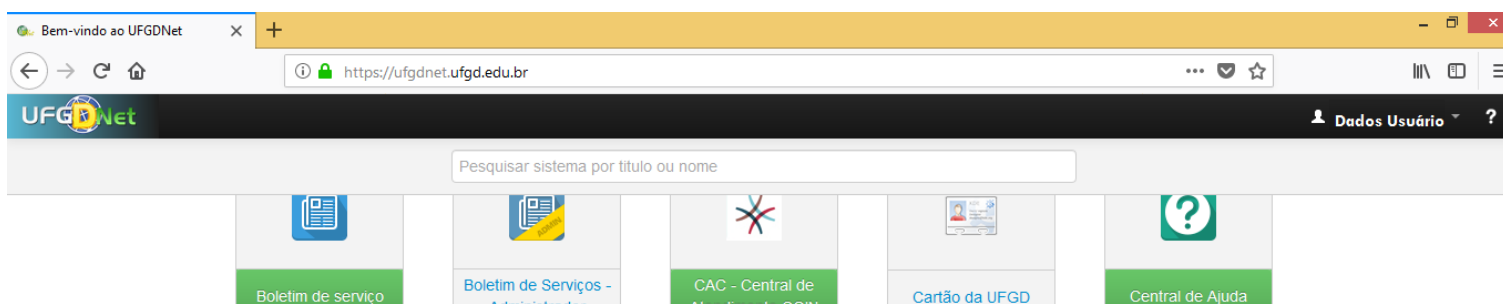 Bem-vindo ao UFGDNet
https://ufgdnet.ufgd.edu.br
UFGDNet
Dados Usuário
?
Pesquisar sistema por titulo ou nome
ADMIN
?
Boletim de serviço
Boletim de Serviços -
CAC - Central de
Cartão da UFGD
Central de Ajuda